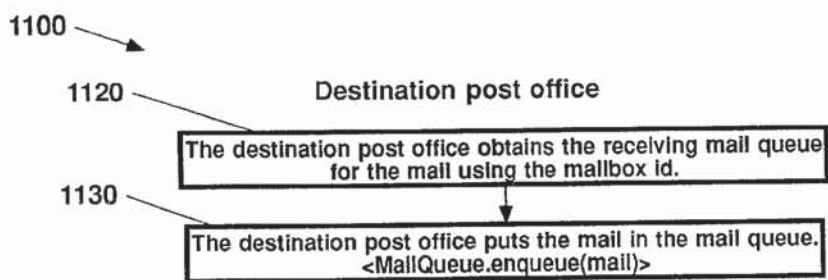 1100
1120
Destination post office
The destination post office obtains the receiving mail queue
for the mail using the mailbox id.
1130
The destination post office puts the mail in the mail queue.
<MailQueue.enqueue(mail)>